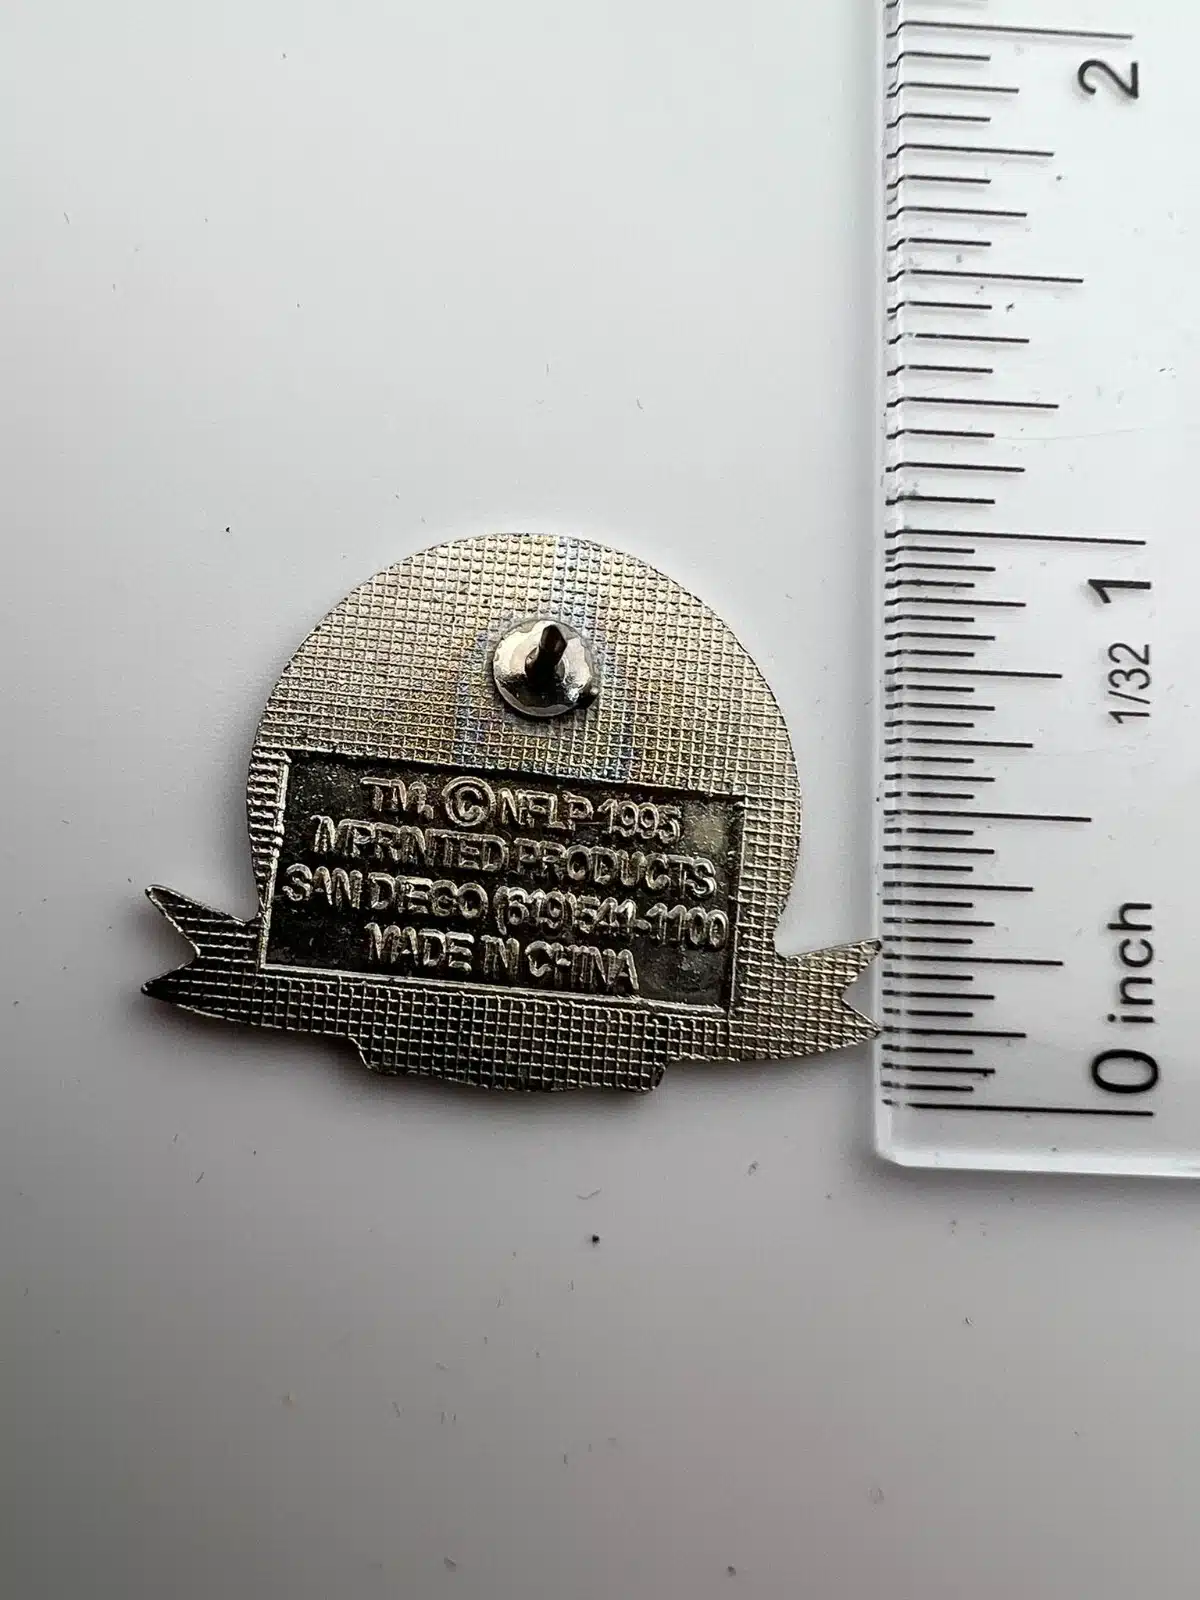 TM. © NFLP 1995
IMPRINTED PRODUCTS
SAN DIEGO (619)541-1100
MADE IN CHINA
2
1
1/32
0 inch